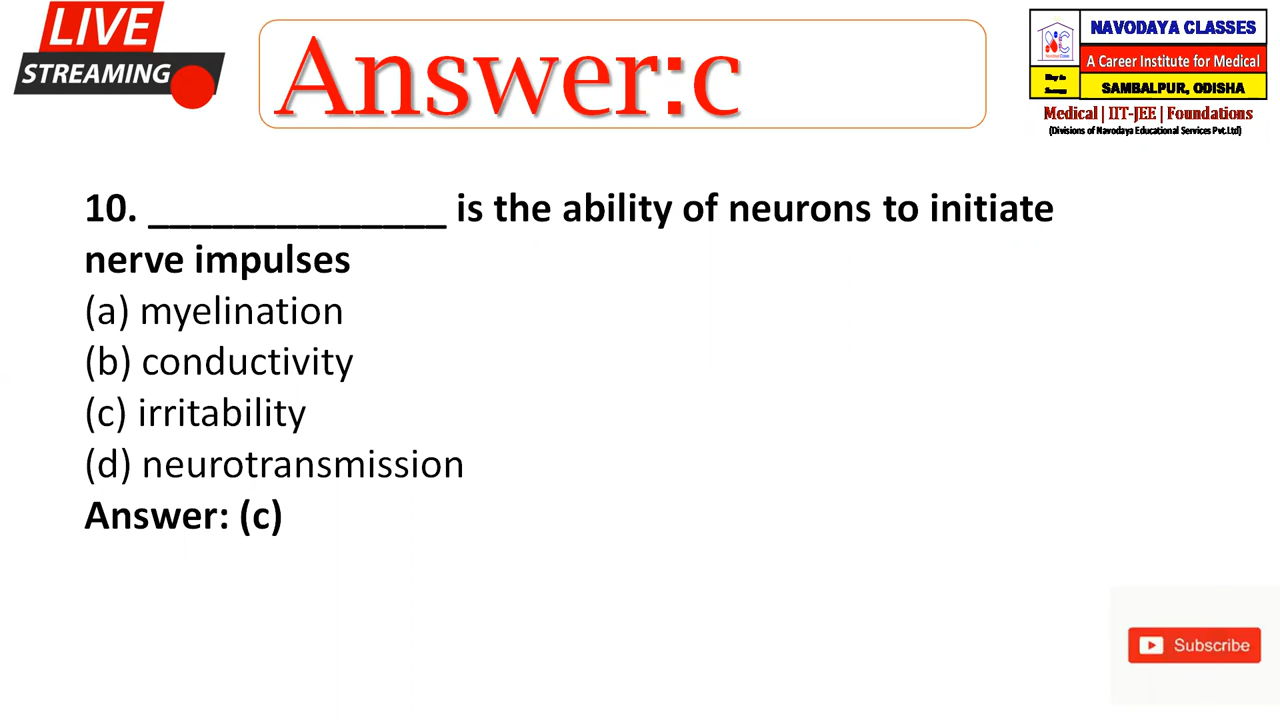 LIVE
STREAMING
Answer:c
NAVODAYA CLASSES
A Career Institute for Medical
SAMBALPUR, ODISHA
Medical | IIT-JEE | Foundations
(Divisions of Navodaya Educational Services Pvt.Ltd)
10. ______________ is the ability of neurons to initiate
nerve impulses
(a) myelination
(b) conductivity
(c) irritability
(d) neurotransmission
Answer: (c)
Subscribe